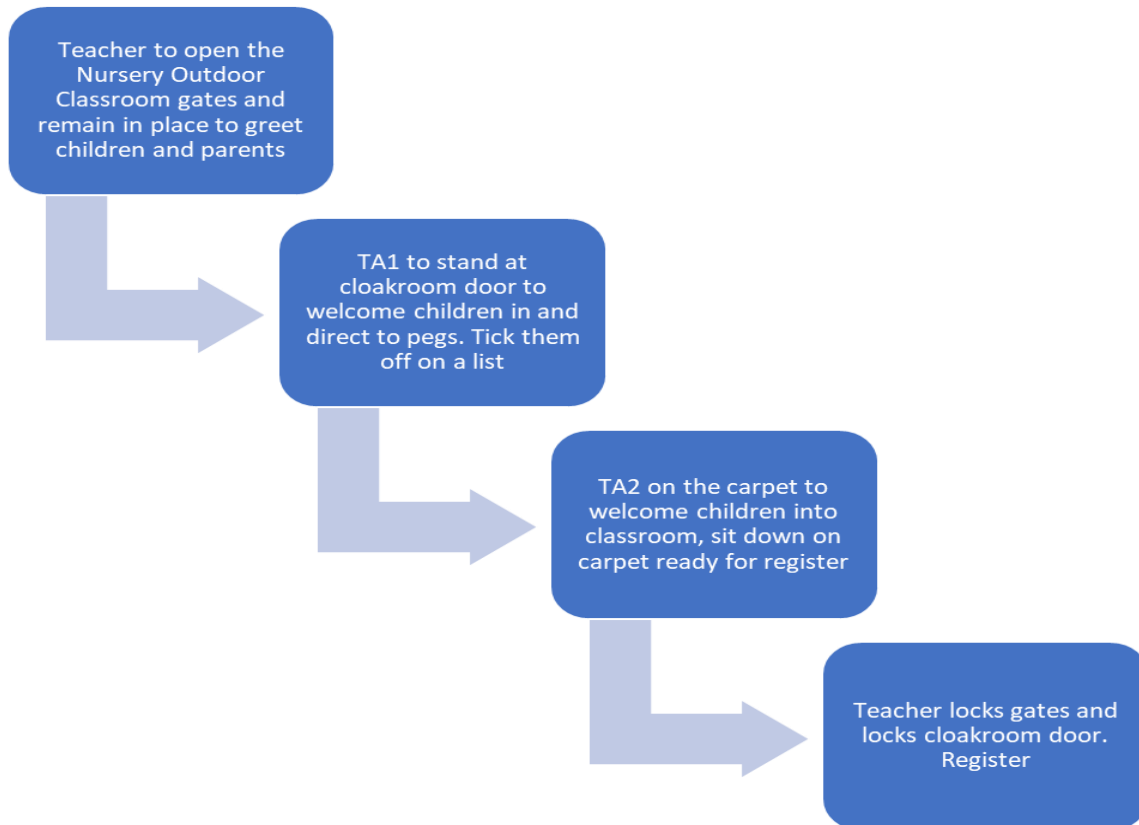 Teacher to open the
Nursery Outdoor
Classroom gates and
remain in place to greet
children and parents
TA1 to stand at
cloakroom door to
welcome children in and
direct to pegs. Tick them
off on a list
TA2 on the carpet to
welcome children into
classroom, sit down on
carpet ready for register
Teacher locks gates and
locks cloakroom door.
Register